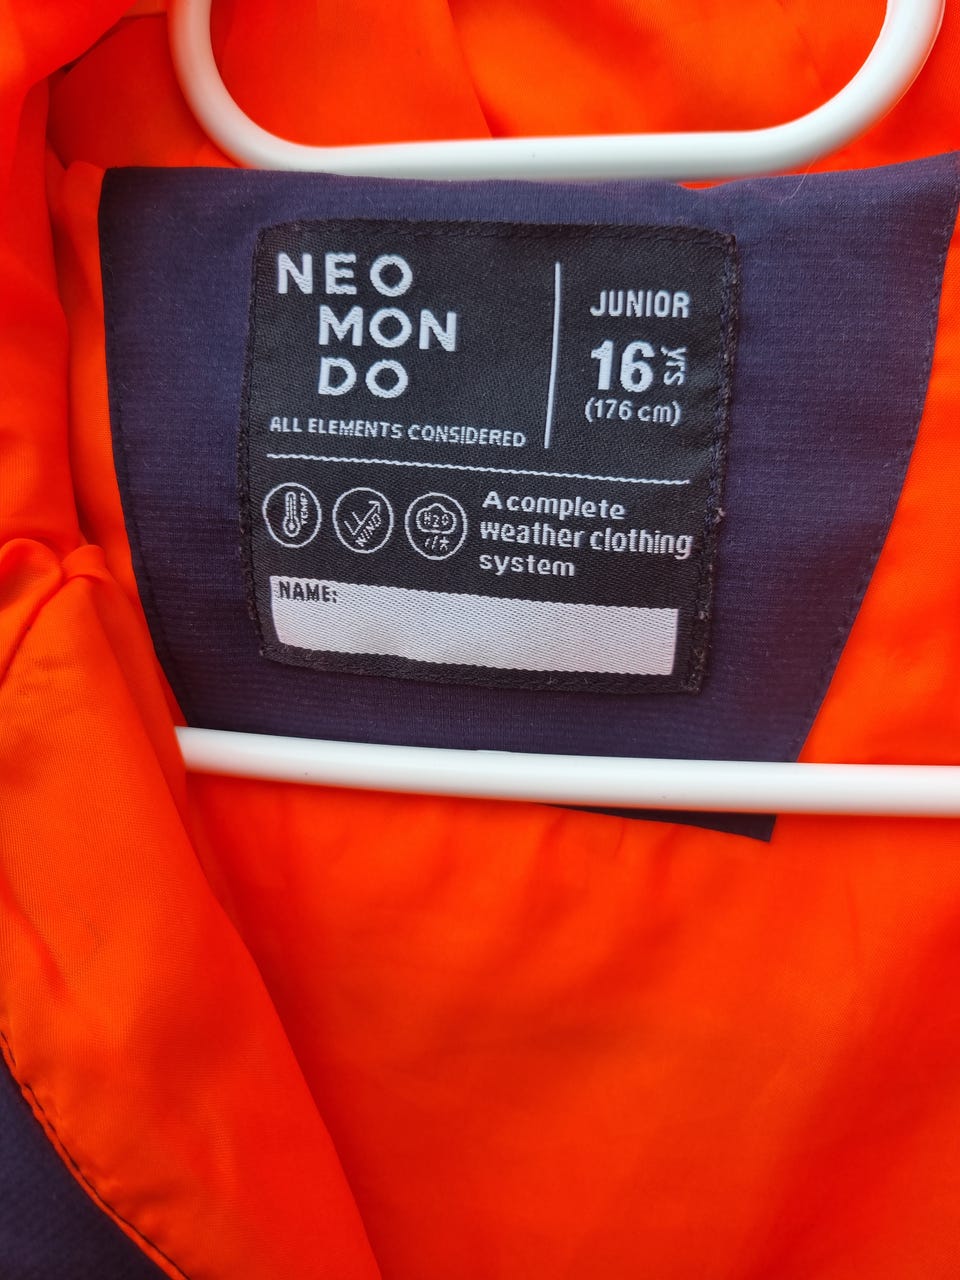 NEO
MON
DO
ALL ELEMENTS CONSIDERED
JUNIOR
16 YRS
(176 cm)
TEMP
WIND
H2O
A complete
weather clothing
system
NAME: